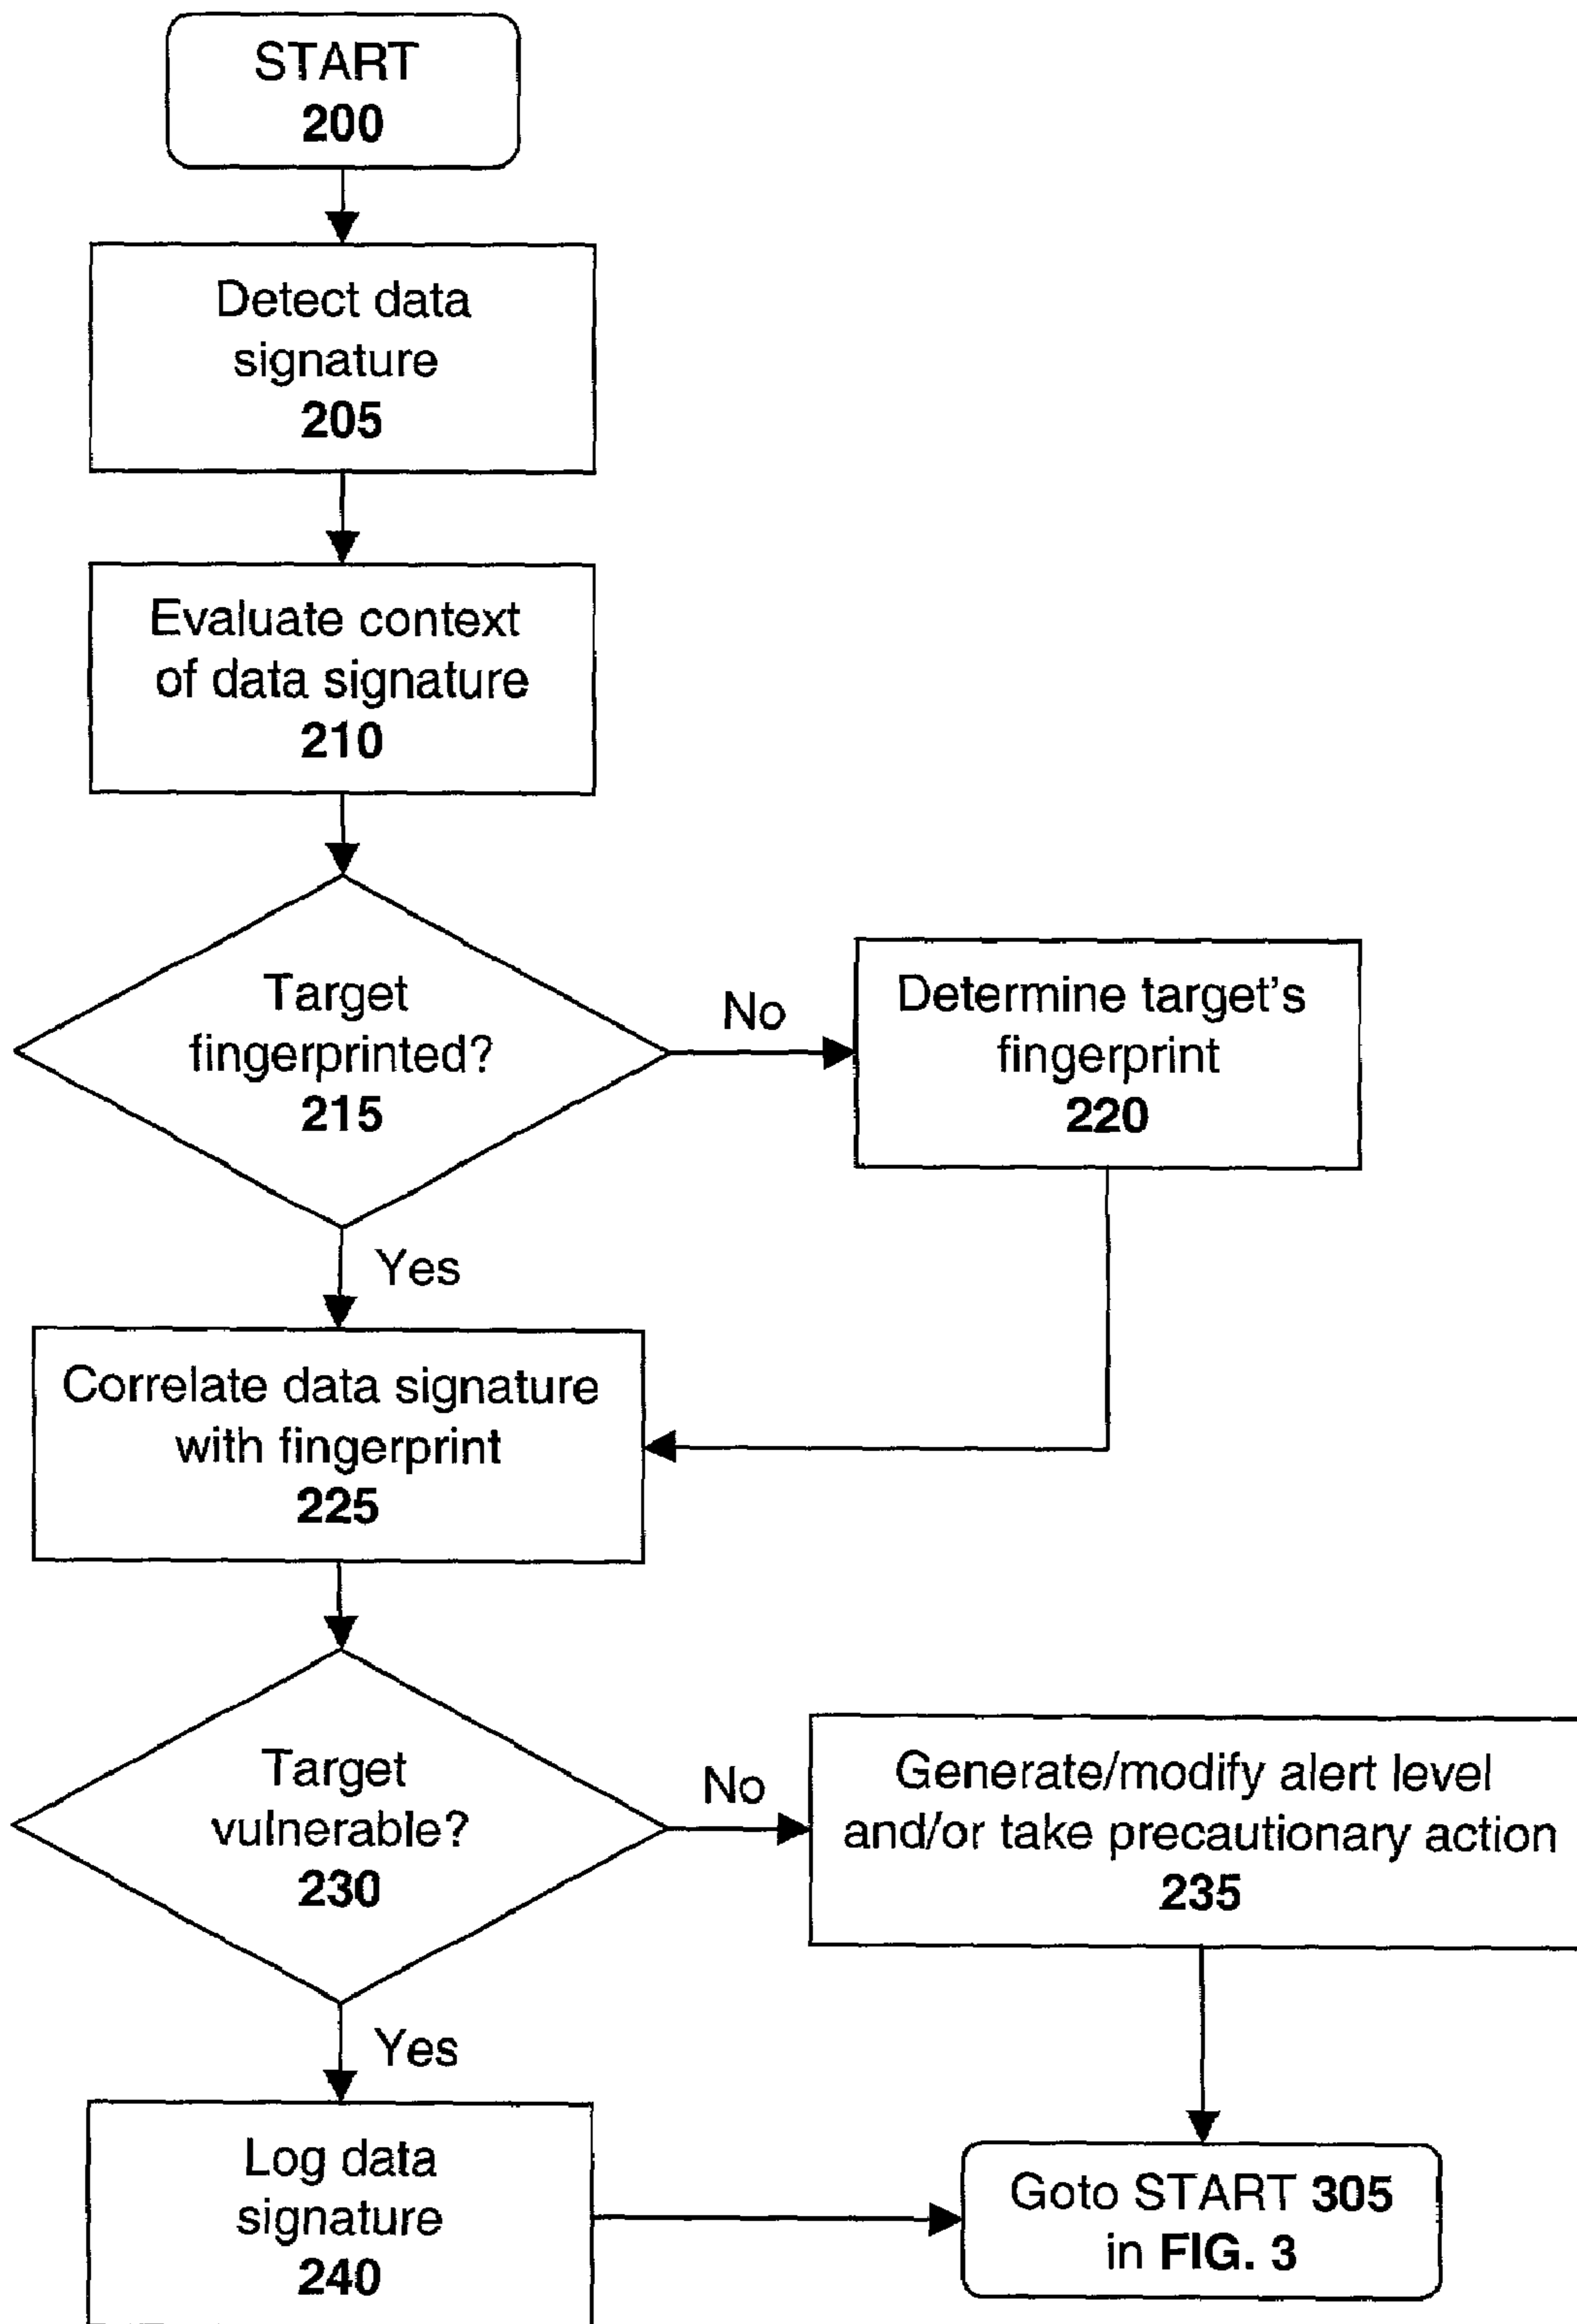 START
200
Detect data
signature
205
Evaluate context
of data signature
210
Target
fingerprinted?
215
No
Determine target's
fingerprint
220
Yes
Correlate data signature
with fingerprint
225
Target
vulnerable?
230
No
Generate/modify alert level
and/or take precautionary action
235
Yes
Log data
signature
240
Goto START 305
in FIG. 3